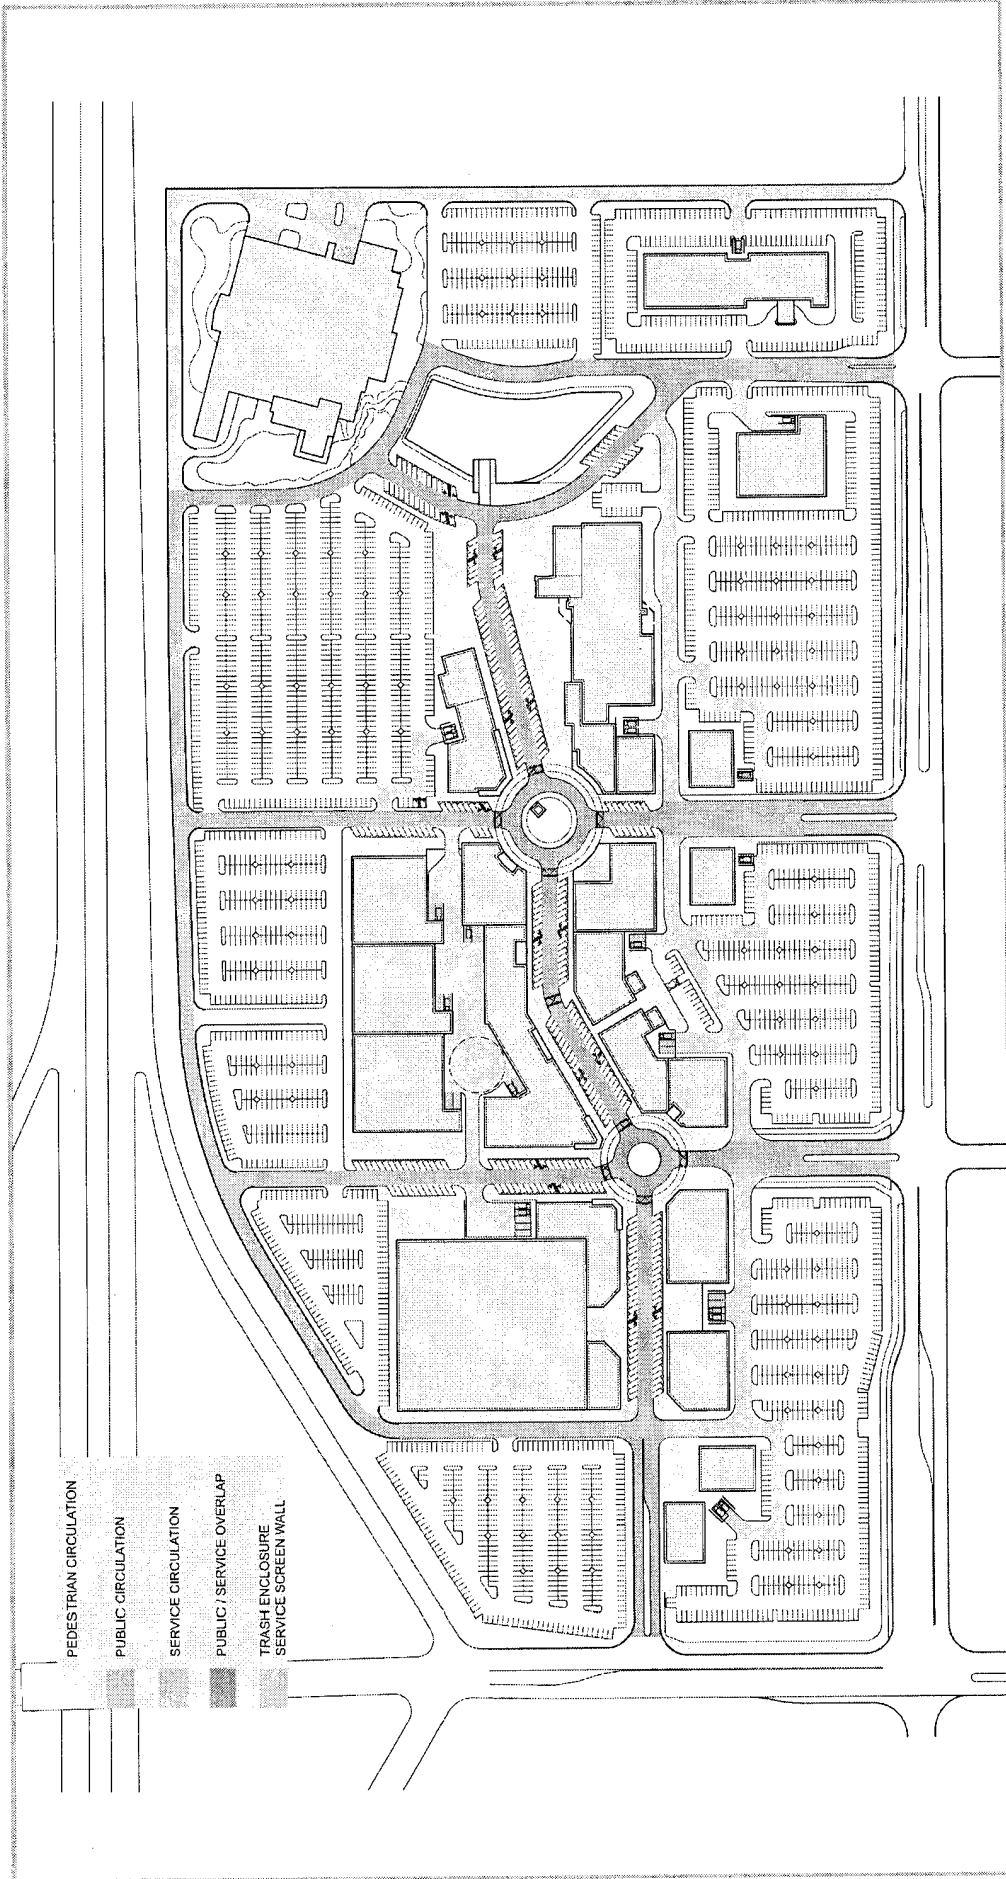 PEDESTRIAN CIRCULATION
PUBLIC CIRCULATION
SERVICE CIRCULATION
PUBLIC / SERVICE OVERLAP
TRASH ENCLOSURE
SERVICE SCREEN WALL